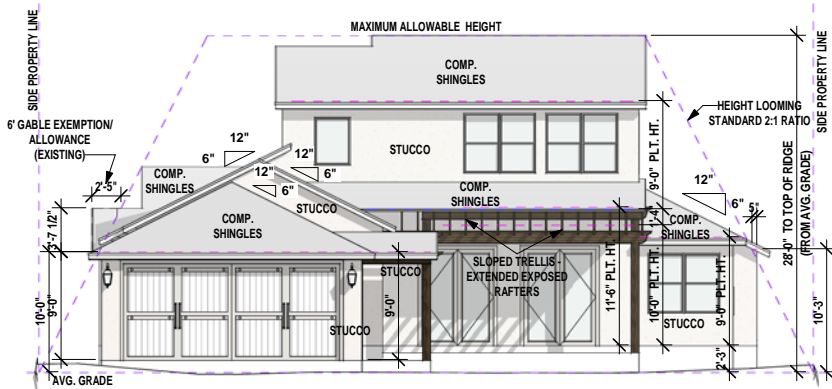 MAXIMUM ALLOWABLE HEIGHT
SIDE PROPERTY LINE
SIDE PROPERTY LINE
COMP.
SHINGLES
HEIGHT LOOMING
STANDARD 2:1 RATIO
6' GABLE EXEMPTION/
ALLOWANCE
(EXISTING)
12"
6"
12"
6"
12"
6"
STUCCO
9'-0" PLT. HT.
28'-0" TO TOP OF RIDGE
(FROM AVG. GRADE)
12"
6"
5"
2'-5"
COMP.
SHINGLES
COMP.
SHINGLES
STUCCO
COMP.
SHINGLES
1'-4"
COMP.
SHINGLES
3'-7 1/2"
SLOPED TRELLIS -
EXTENDED EXPOSED
RAFTERS
STUCCO
10'-0"
9'-0"
9'-0"
11'-6" PLT. HT.
10'-0" PLT. HT.
9'-0" PLT. HT.
10'-3"
STUCCO
STUCCO
2'-3"
AVG. GRADE